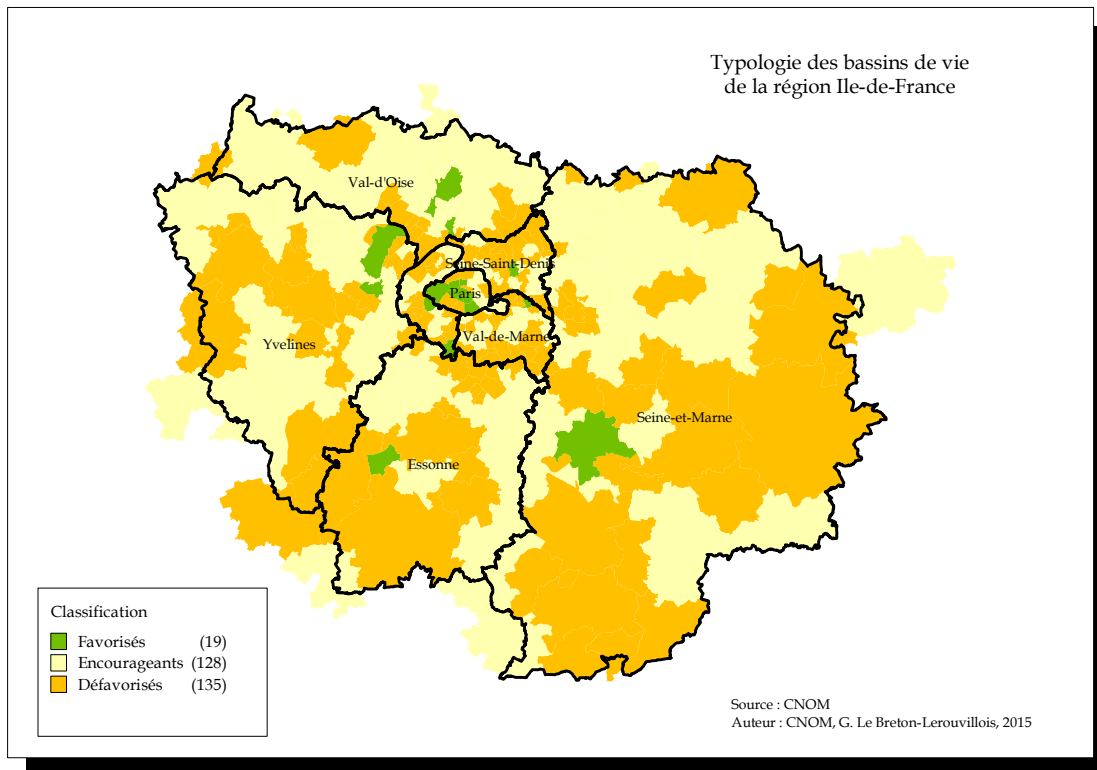 Typologie des bassins de vie
de la région Ile-de-France
Val-d'Oise
Seine-Saint-Denis
Paris
Val-de-Marne
Yvelines
Seine-et-Marne
Essonne
Classification
Favorisés (19)
Encourageants (128)
Défavorisés (135)
Source : CNOM
Auteur : CNOM, G. Le Breton-Lerouvillois, 2015